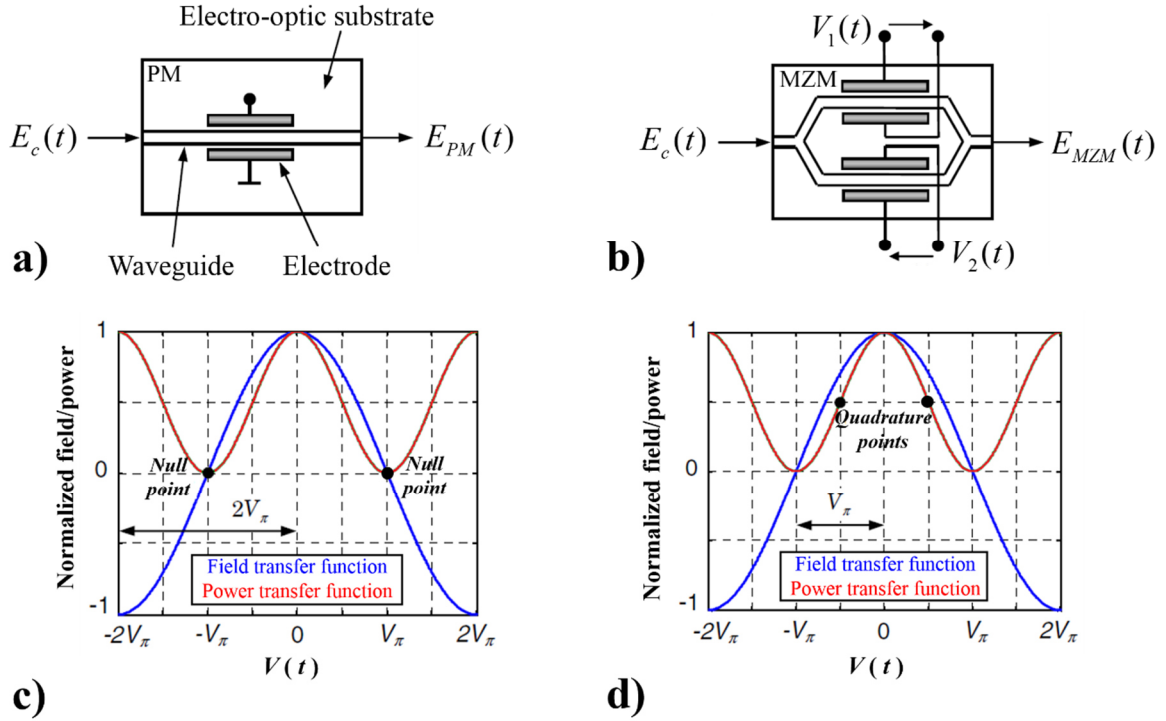 Electro-optic substrate
PM
E_c(t)
E_PM(t)
Waveguide
Electrode
a)
V_1(t)
MZM
E_c(t)
E_MZM(t)
V_2(t)
b)
Normalized field/power
1
0
-1
Null
point
Null
point
2V_π
Field transfer function
Power transfer function
-2V_π
-V_π
0
V_π
2V_π
V(t)
c)
Normalized field/power
1
0
-1
Quadrature
points
V_π
Field transfer function
Power transfer function
-2V_π
-V_π
0
V_π
2V_π
V(t)
d)